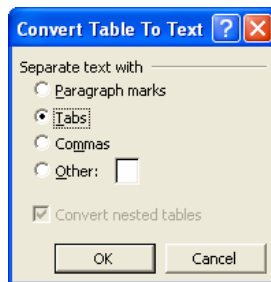 Convert Table To Text
Separate text with
Paragraph marks
Tabs
Commas
Other:
Convert nested tables
OK Cancel